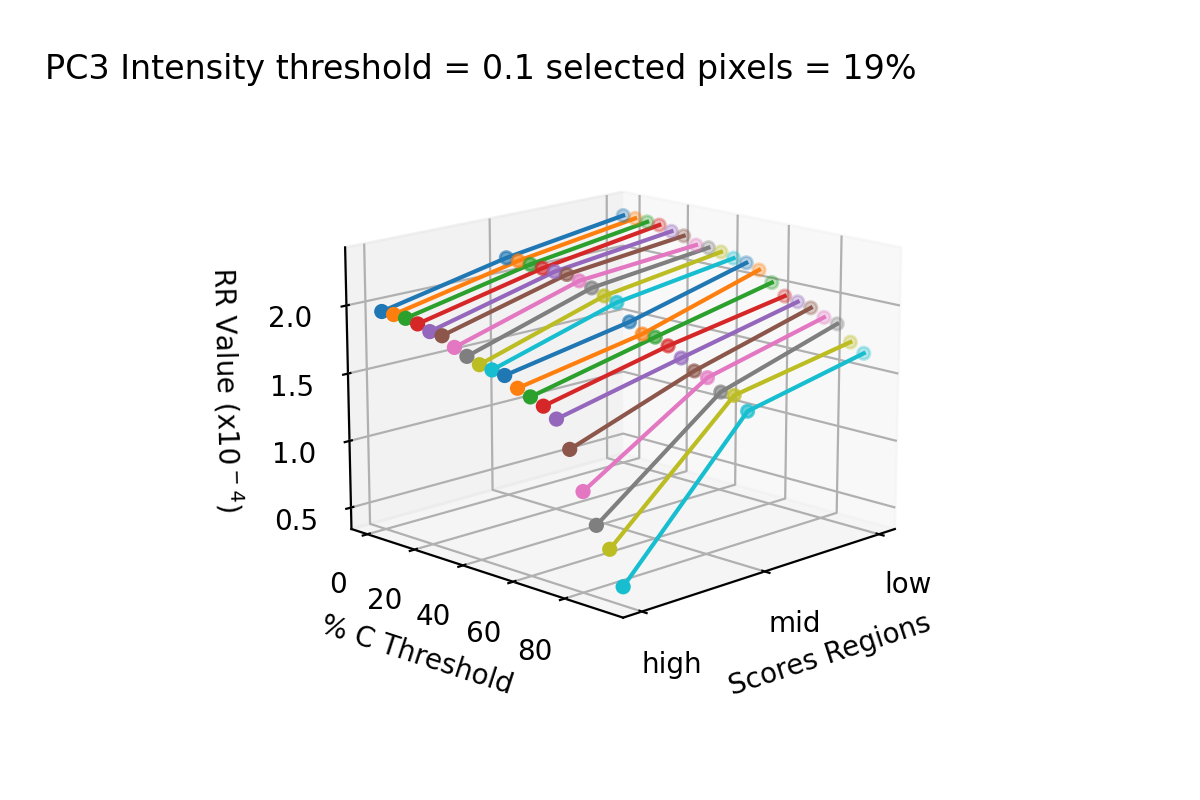 PC3 Intensity threshold = 0.1 selected pixels = 19%
RR Value (x10⁻⁴)
2.0
1.5
1.0
0.5
0
20
40
60
80
% C Threshold
low
mid
high
Scores Regions